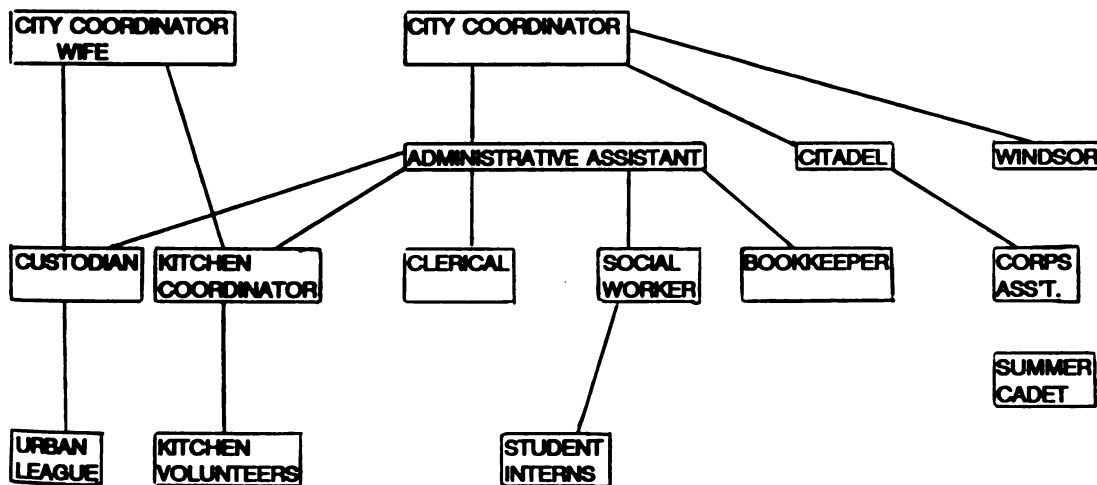 CITY COORDINATOR
WIFE
CITY COORDINATOR
ADMINISTRATIVE ASSISTANT
CITADEL
WINDSOR
CUSTODIAN
KITCHEN
COORDINATOR
CLERICAL
SOCIAL
WORKER
BOOKKEEPER
CORPS
ASS'T.
SUMMER
CADET
URBAN
LEAGUE
KITCHEN
VOLUNTEERS
STUDENT
INTERNS